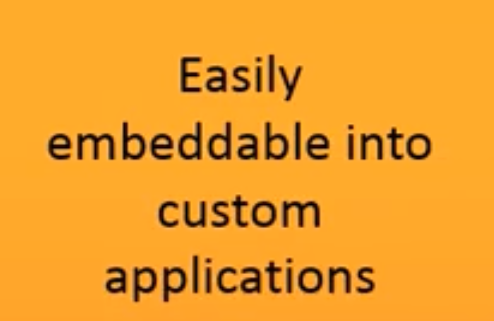 Easily
embeddable into
custom
applications